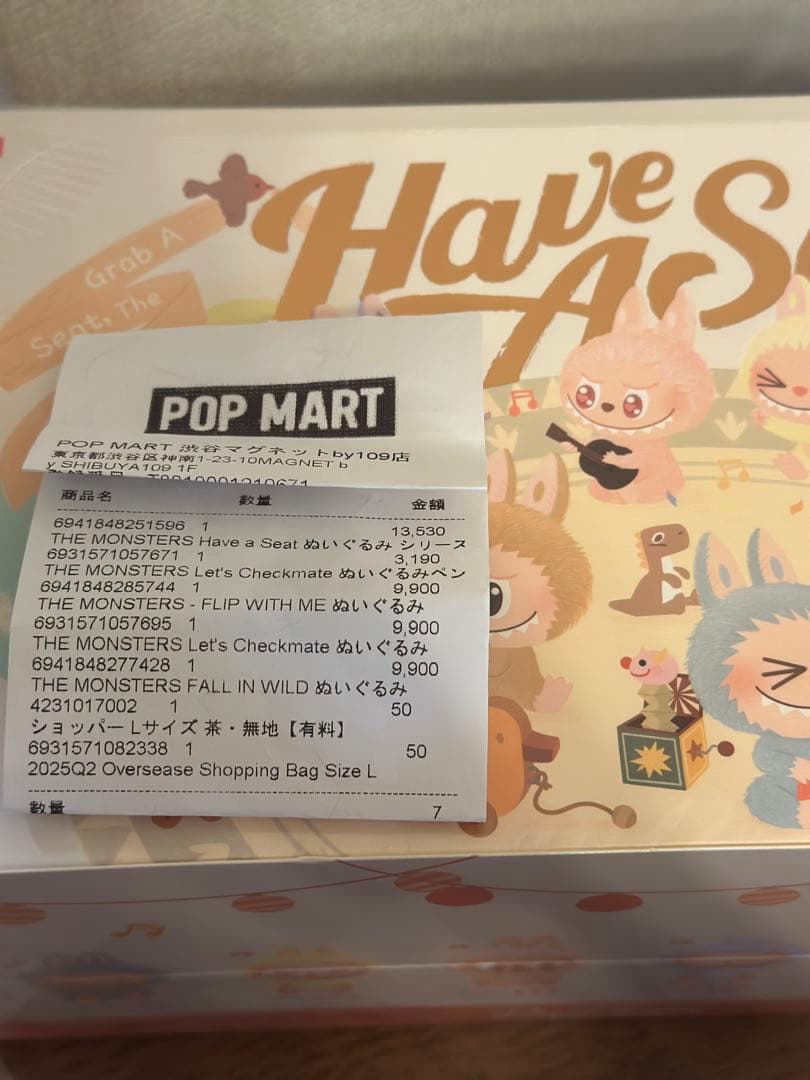 Have
A S
Grab A
Seat, The
POP MART
POP MART 渋谷マグネットby109店
東京都渋谷区神南1-23-10MAGNET b
y SHIBUYA109 1F
商品名 数量 金額
6941848251596 1 13,530
THE MONSTERS Have a Seat ぬいぐるみ シリーズ
6931571057671 1 3,190
THE MONSTERS Let's Checkmate ぬいぐるみペン
6941848285744 1 9,900
THE MONSTERS - FLIP WITH ME ぬいぐるみ
6931571057695 1 9,900
THE MONSTERS Let's Checkmate ぬいぐるみ
6941848277428 1 9,900
THE MONSTERS FALL IN WILD ぬいぐるみ
4231017002 1 50
ショッパー Lサイズ 茶・無地【有料】
6931571082338 1 50
2025Q2 Oversease Shopping Bag Size L
数量 7